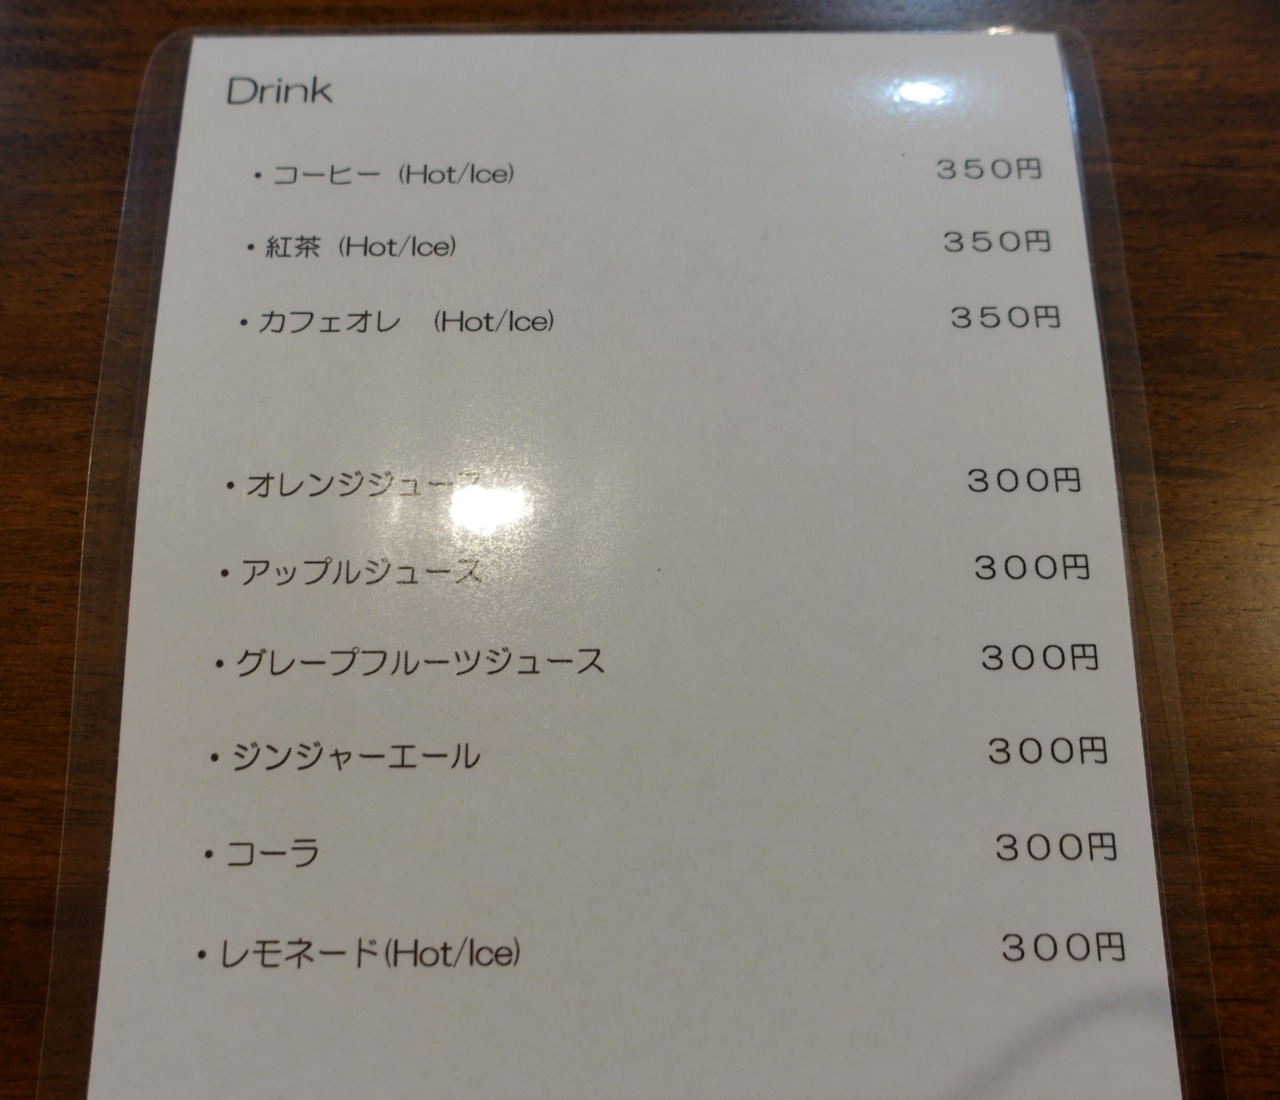 Drink
・コーヒー (Hot/Ice) 350円
・紅茶 (Hot/Ice) 350円
・カフェオレ (Hot/Ice) 350円
・オレンジジュース 300円
・アップルジュース 300円
・グレープフルーツジュース 300円
・ジンジャーエール 300円
・コーラ 300円
・レモネード(Hot/Ice) 300円